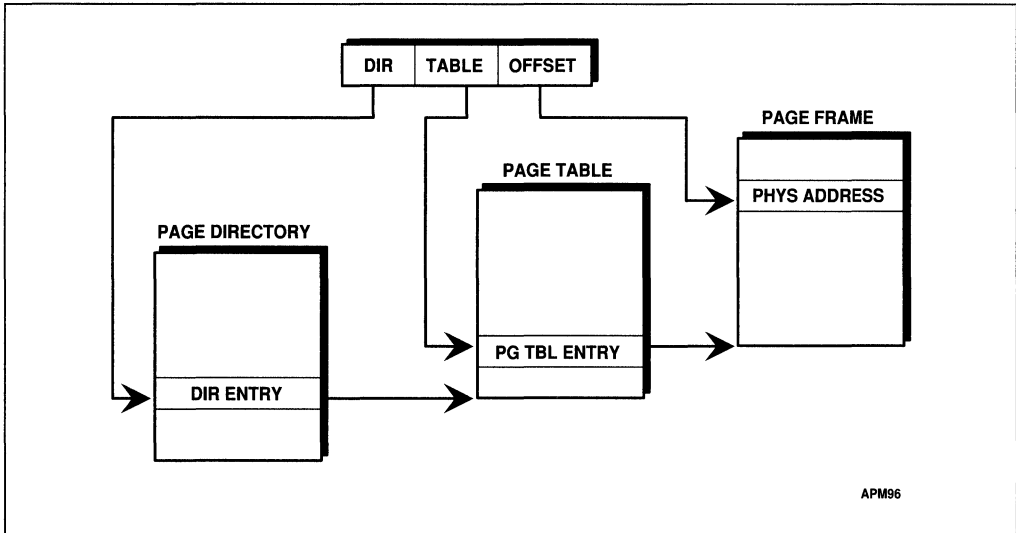 DIR TABLE OFFSET
PAGE FRAME
PHYS ADDRESS
PAGE TABLE
PG TBL ENTRY
PAGE DIRECTORY
DIR ENTRY
APM96